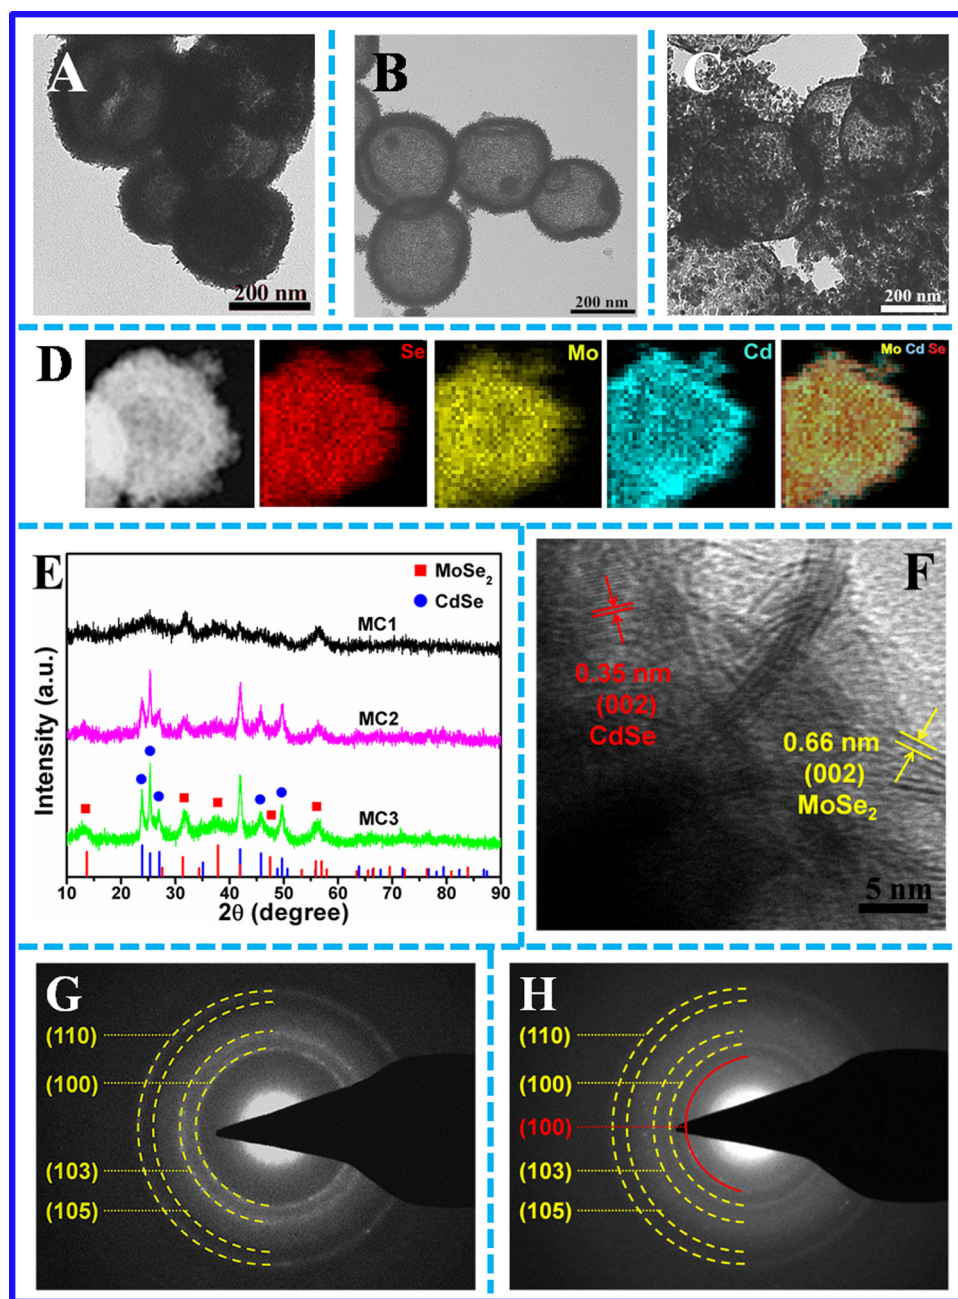 A
200 nm
B
200 nm
C
200 nm
D
Se
Mo
Cd
Mo Cd Se
E
MoSe₂
CdSe
MC1
MC2
MC3
Intensity (a.u.)
10 20 30 40 50 60 70 80 90
2θ (degree)
F
0.35 nm
(002)
CdSe
0.66 nm
(002)
MoSe₂
5 nm
G
(110)
(100)
(103)
(105)
H
(110)
(100)
(100)
(103)
(105)